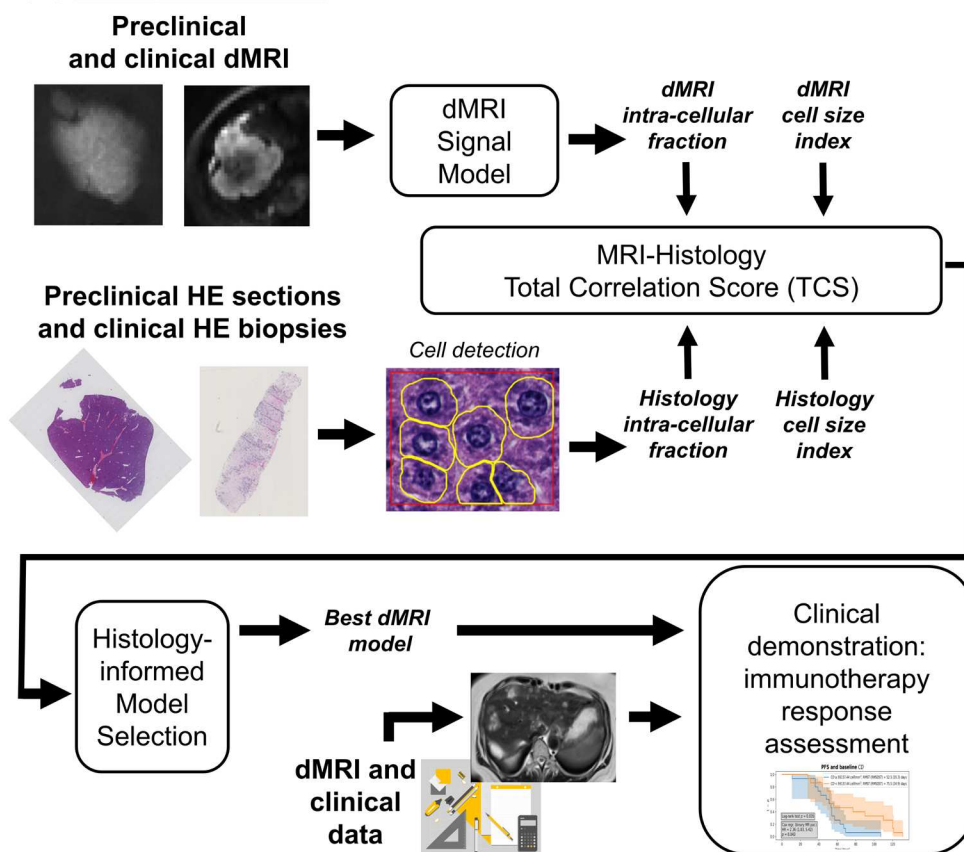 Preclinical
and clinical dMRI
dMRI
Signal
Model
dMRI
intra-cellular
fraction
dMRI
cell size
index
MRI-Histology
Total Correlation Score (TCS)
Preclinical HE sections
and clinical HE biopsies
Cell detection
Histology
intra-cellular
fraction
Histology
cell size
index
Histology-
informed
Model
Selection
Best dMRI
model
dMRI and
clinical
data
Clinical
demonstration:
immunotherapy
response
assessment
PFS and baseline